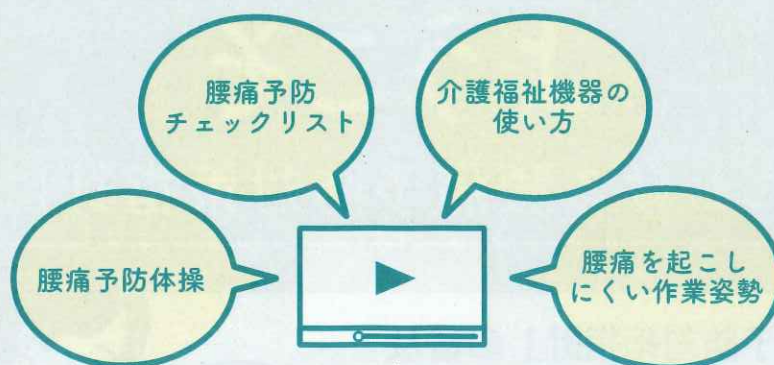 腰痛予防
チェックリスト
介護福祉機器の
使い方
腰痛予防体操
腰痛を起こし
にくい作業姿勢